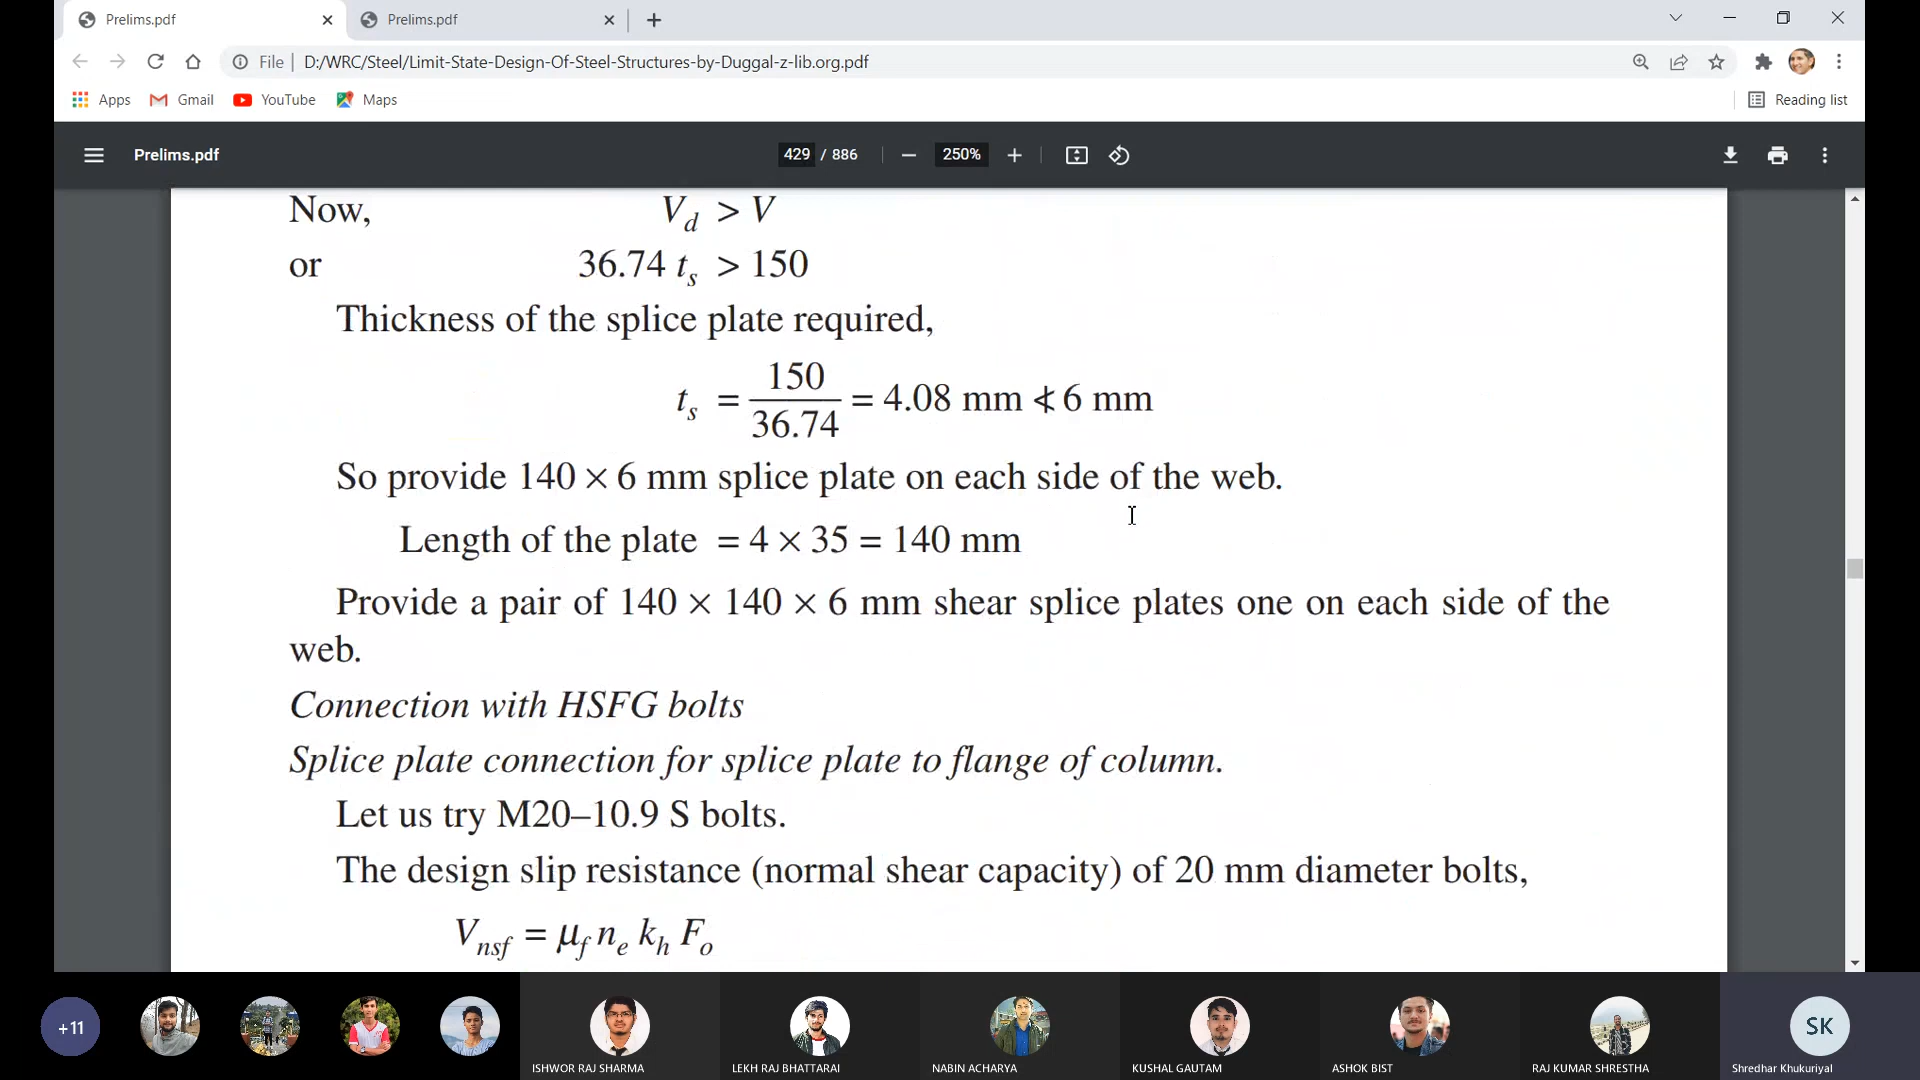 Prelims.pdf
Prelims.pdf
File | D:/WRC/Steel/Limit-State-Design-Of-Steel-Structures-by-Duggal-z-lib.org.pdf
Apps Gmail YouTube Maps Reading list
Prelims.pdf 429 / 886 250%
Now, V_d > V
or 36.74 t_s > 150
Thickness of the splice plate required,
t_s = 150/36.74 = 4.08 mm ≮ 6 mm
So provide 140 × 6 mm splice plate on each side of the web.
Length of the plate = 4 × 35 = 140 mm
Provide a pair of 140 × 140 × 6 mm shear splice plates one on each side of the
web.
Connection with HSFG bolts
Splice plate connection for splice plate to flange of column.
Let us try M20–10.9 S bolts.
The design slip resistance (normal shear capacity) of 20 mm diameter bolts,
V_nsf = μ_f n_e k_h F_o
+11 SK
ISHWOR RAJ SHARMA LEKH RAJ BHATTARAI NABIN ACHARYA KUSHAL GAUTAM ASHOK BIST RAJ KUMAR SHRESTHA Shredhar Khukuriyal